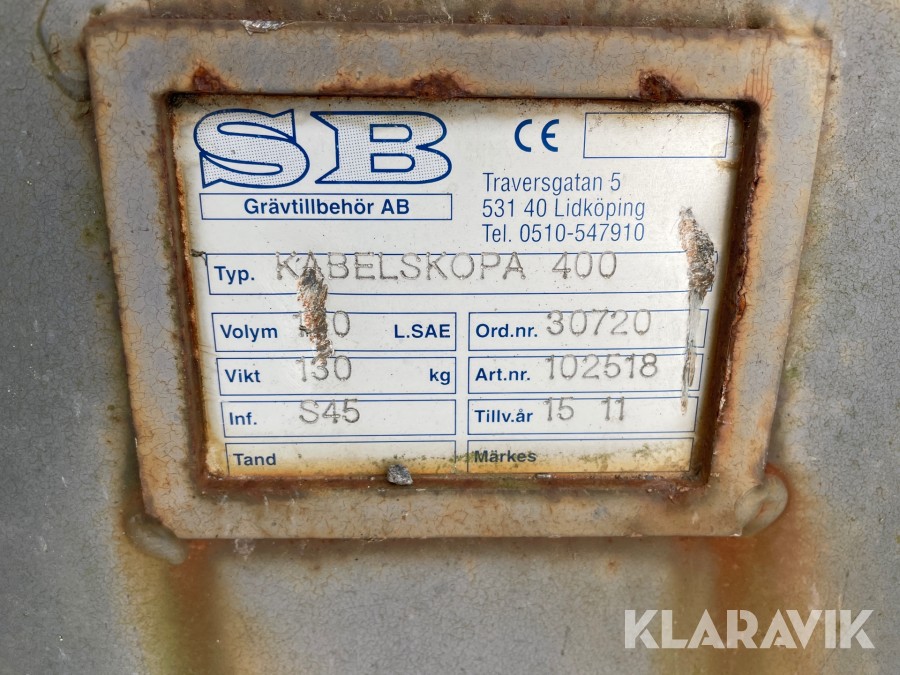 SB
Grävtillbehör AB
CE
Traversgatan 5
531 40 Lidköping
Tel. 0510-547910
Typ. KABELSKOPA 400
Volym L.SAE
Ord.nr. 30720
Vikt 130 kg
Art.nr. 102518
Inf. S45
Tillv.år 15 11
Tand
Märkes
KLARAVIK